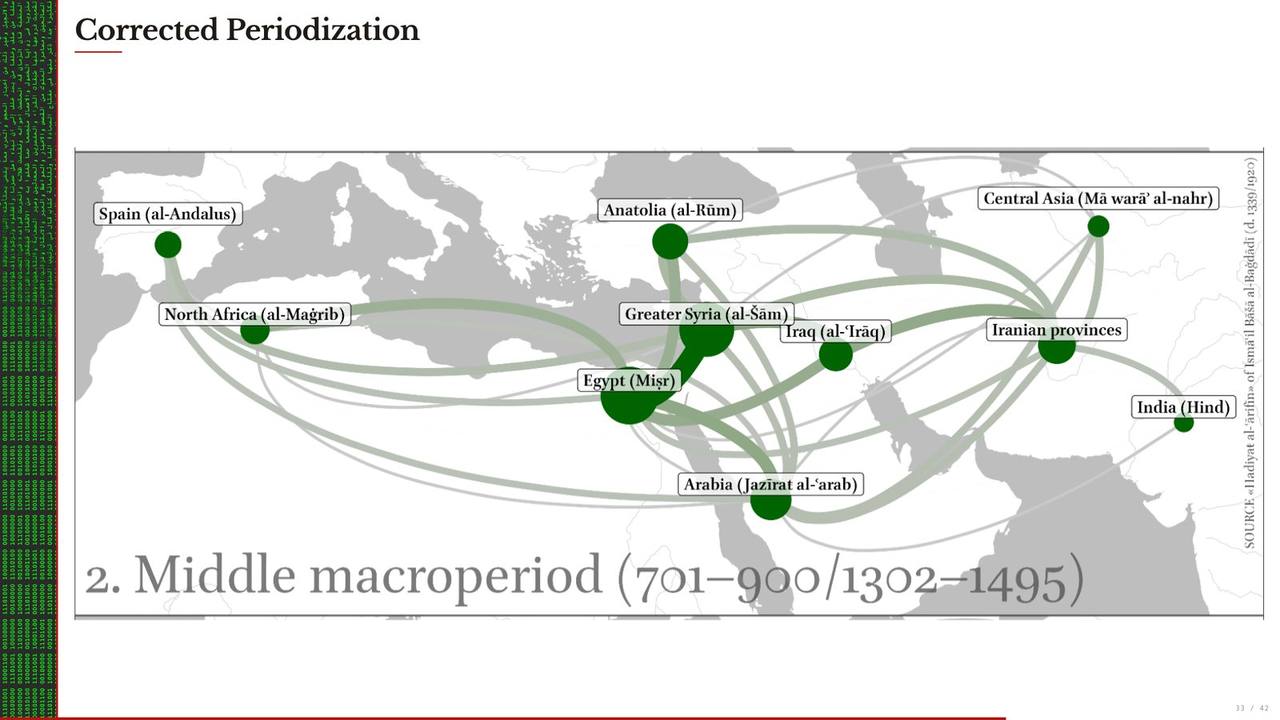 Corrected Periodization
Spain (al-Andalus)
Anatolia (al-Rūm)
Central Asia (Mā warāʾ al-nahr)
North Africa (al-Maġrib)
Greater Syria (al-Šām)
Iraq (al-ʿIrāq)
Iranian provinces
Egypt (Miṣr)
India (Hind)
Arabia (Jazīrat al-ʿarab)
SOURCE «Hadiyat al-ʿārifīn» of Ismāʿīl Bāšā al-Baġdādī (d. 1339/1920)
2. Middle macroperiod (701–900/1302–1495)
33 / 42